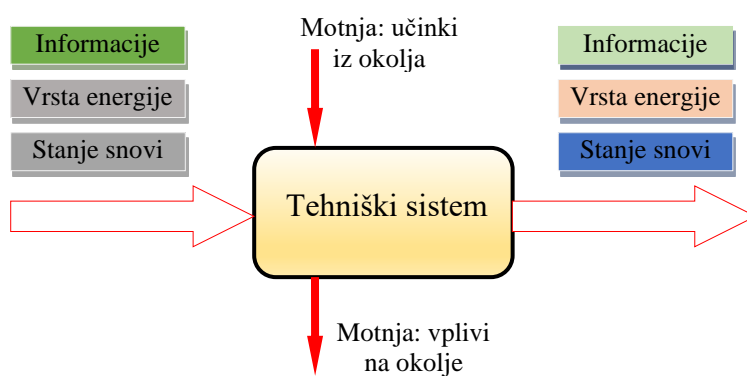 Informacije
Vrsta energije
Stanje snovi
Motnja: učinki
iz okolja
Informacije
Vrsta energije
Stanje snovi
Tehniški sistem
Motnja: vplivi
na okolje